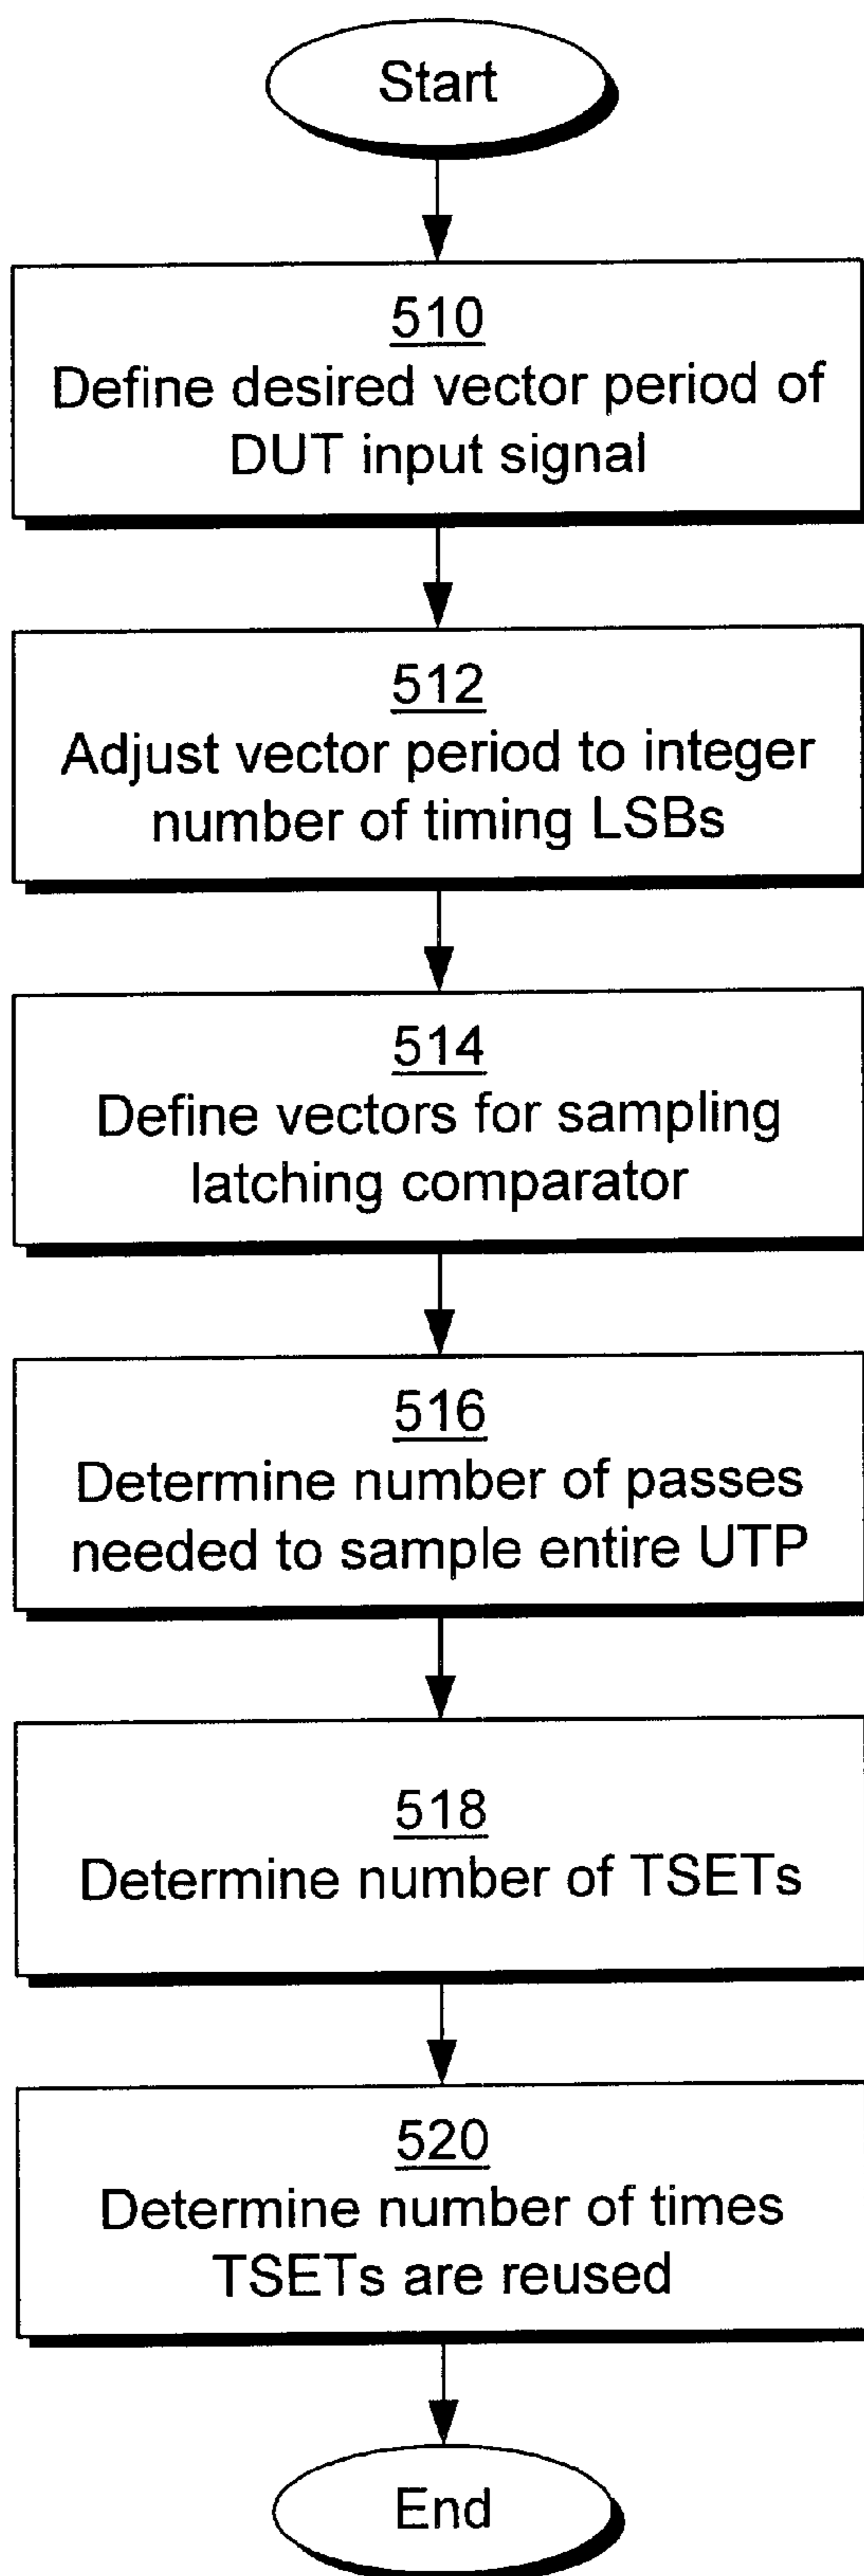 Start
510
Define desired vector period of
DUT input signal
512
Adjust vector period to integer
number of timing LSBs
514
Define vectors for sampling
latching comparator
516
Determine number of passes
needed to sample entire UTP
518
Determine number of TSETs
520
Determine number of times
TSETs are reused
End